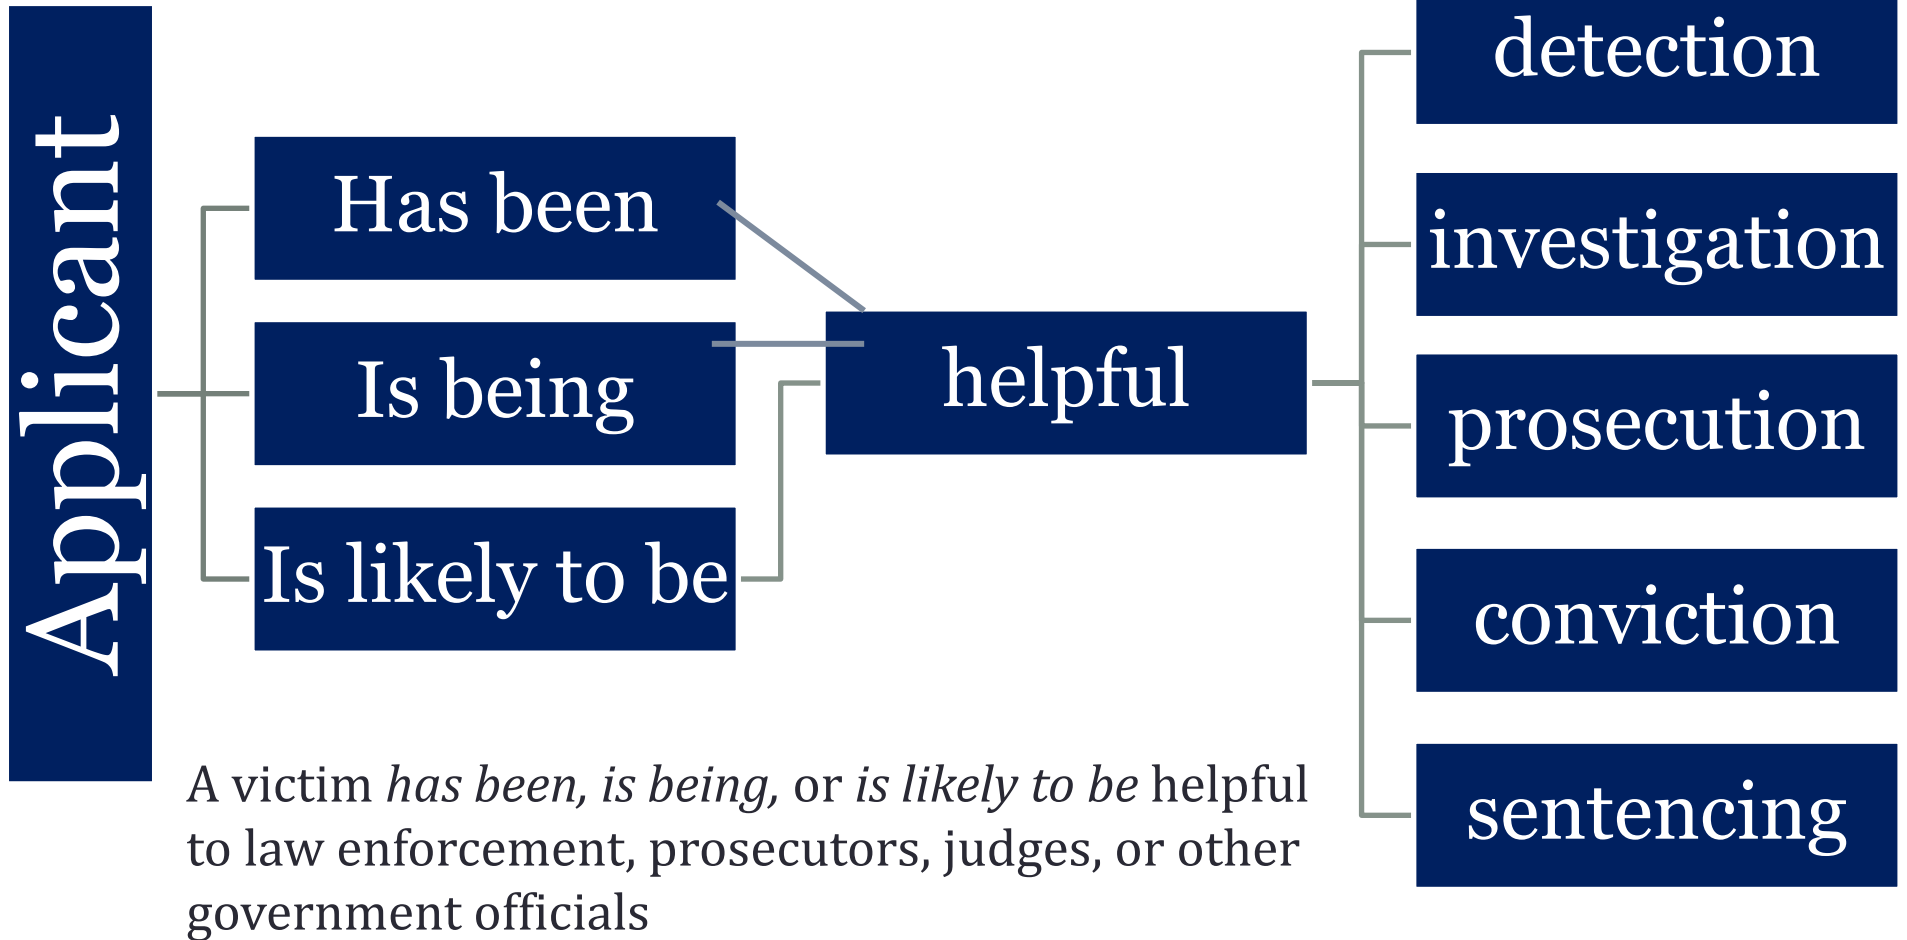 Applicant
Has been
Is being
Is likely to be
helpful
detection
investigation
prosecution
conviction
sentencing
A victim has been, is being, or is likely to be helpful
to law enforcement, prosecutors, judges, or other
government officials